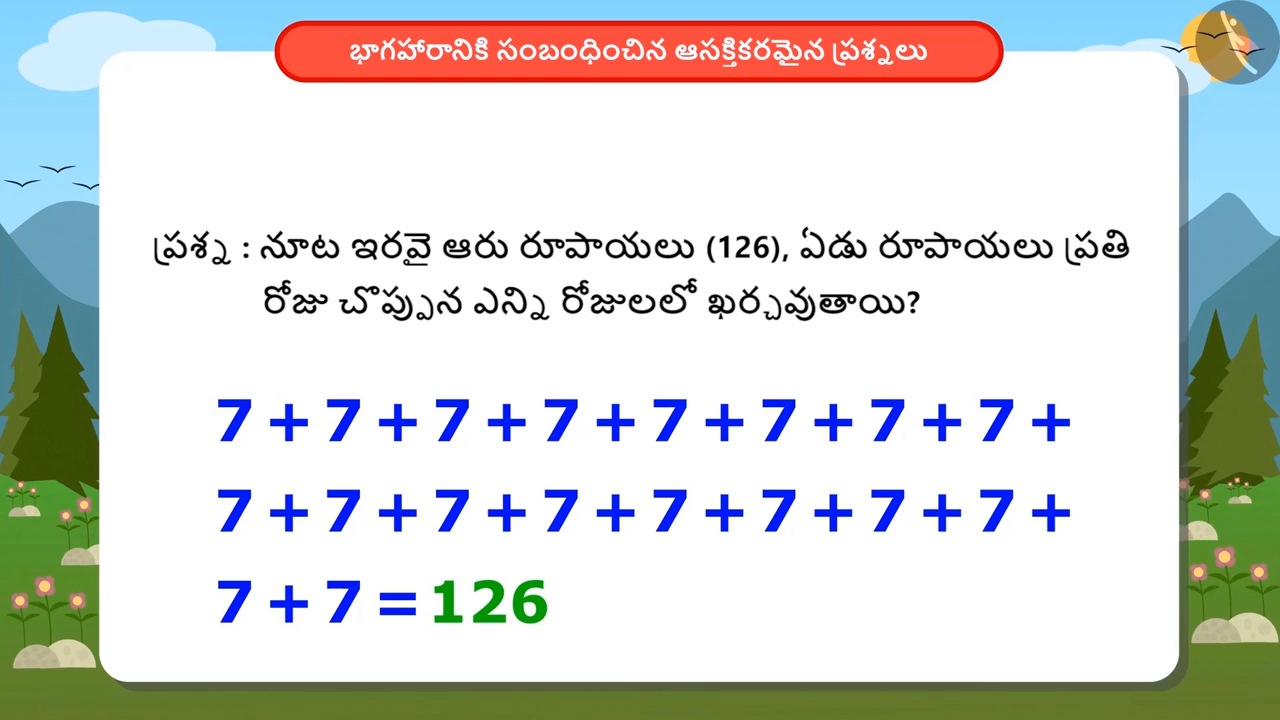 భాగహారానికి సంబంధించిన ఆసక్తికరమైన ప్రశ్నలు
ప్రశ్న : నూట ఇరవై ఆరు రూపాయలు (126), ఏడు రూపాయలు ప్రతి
రోజు చొప్పున ఎన్ని రోజులలో ఖర్చవుతాయి?
7 + 7 + 7 + 7 + 7 + 7 + 7 + 7 +
7 + 7 + 7 + 7 + 7 + 7 + 7 + 7 +
7 + 7 = 126